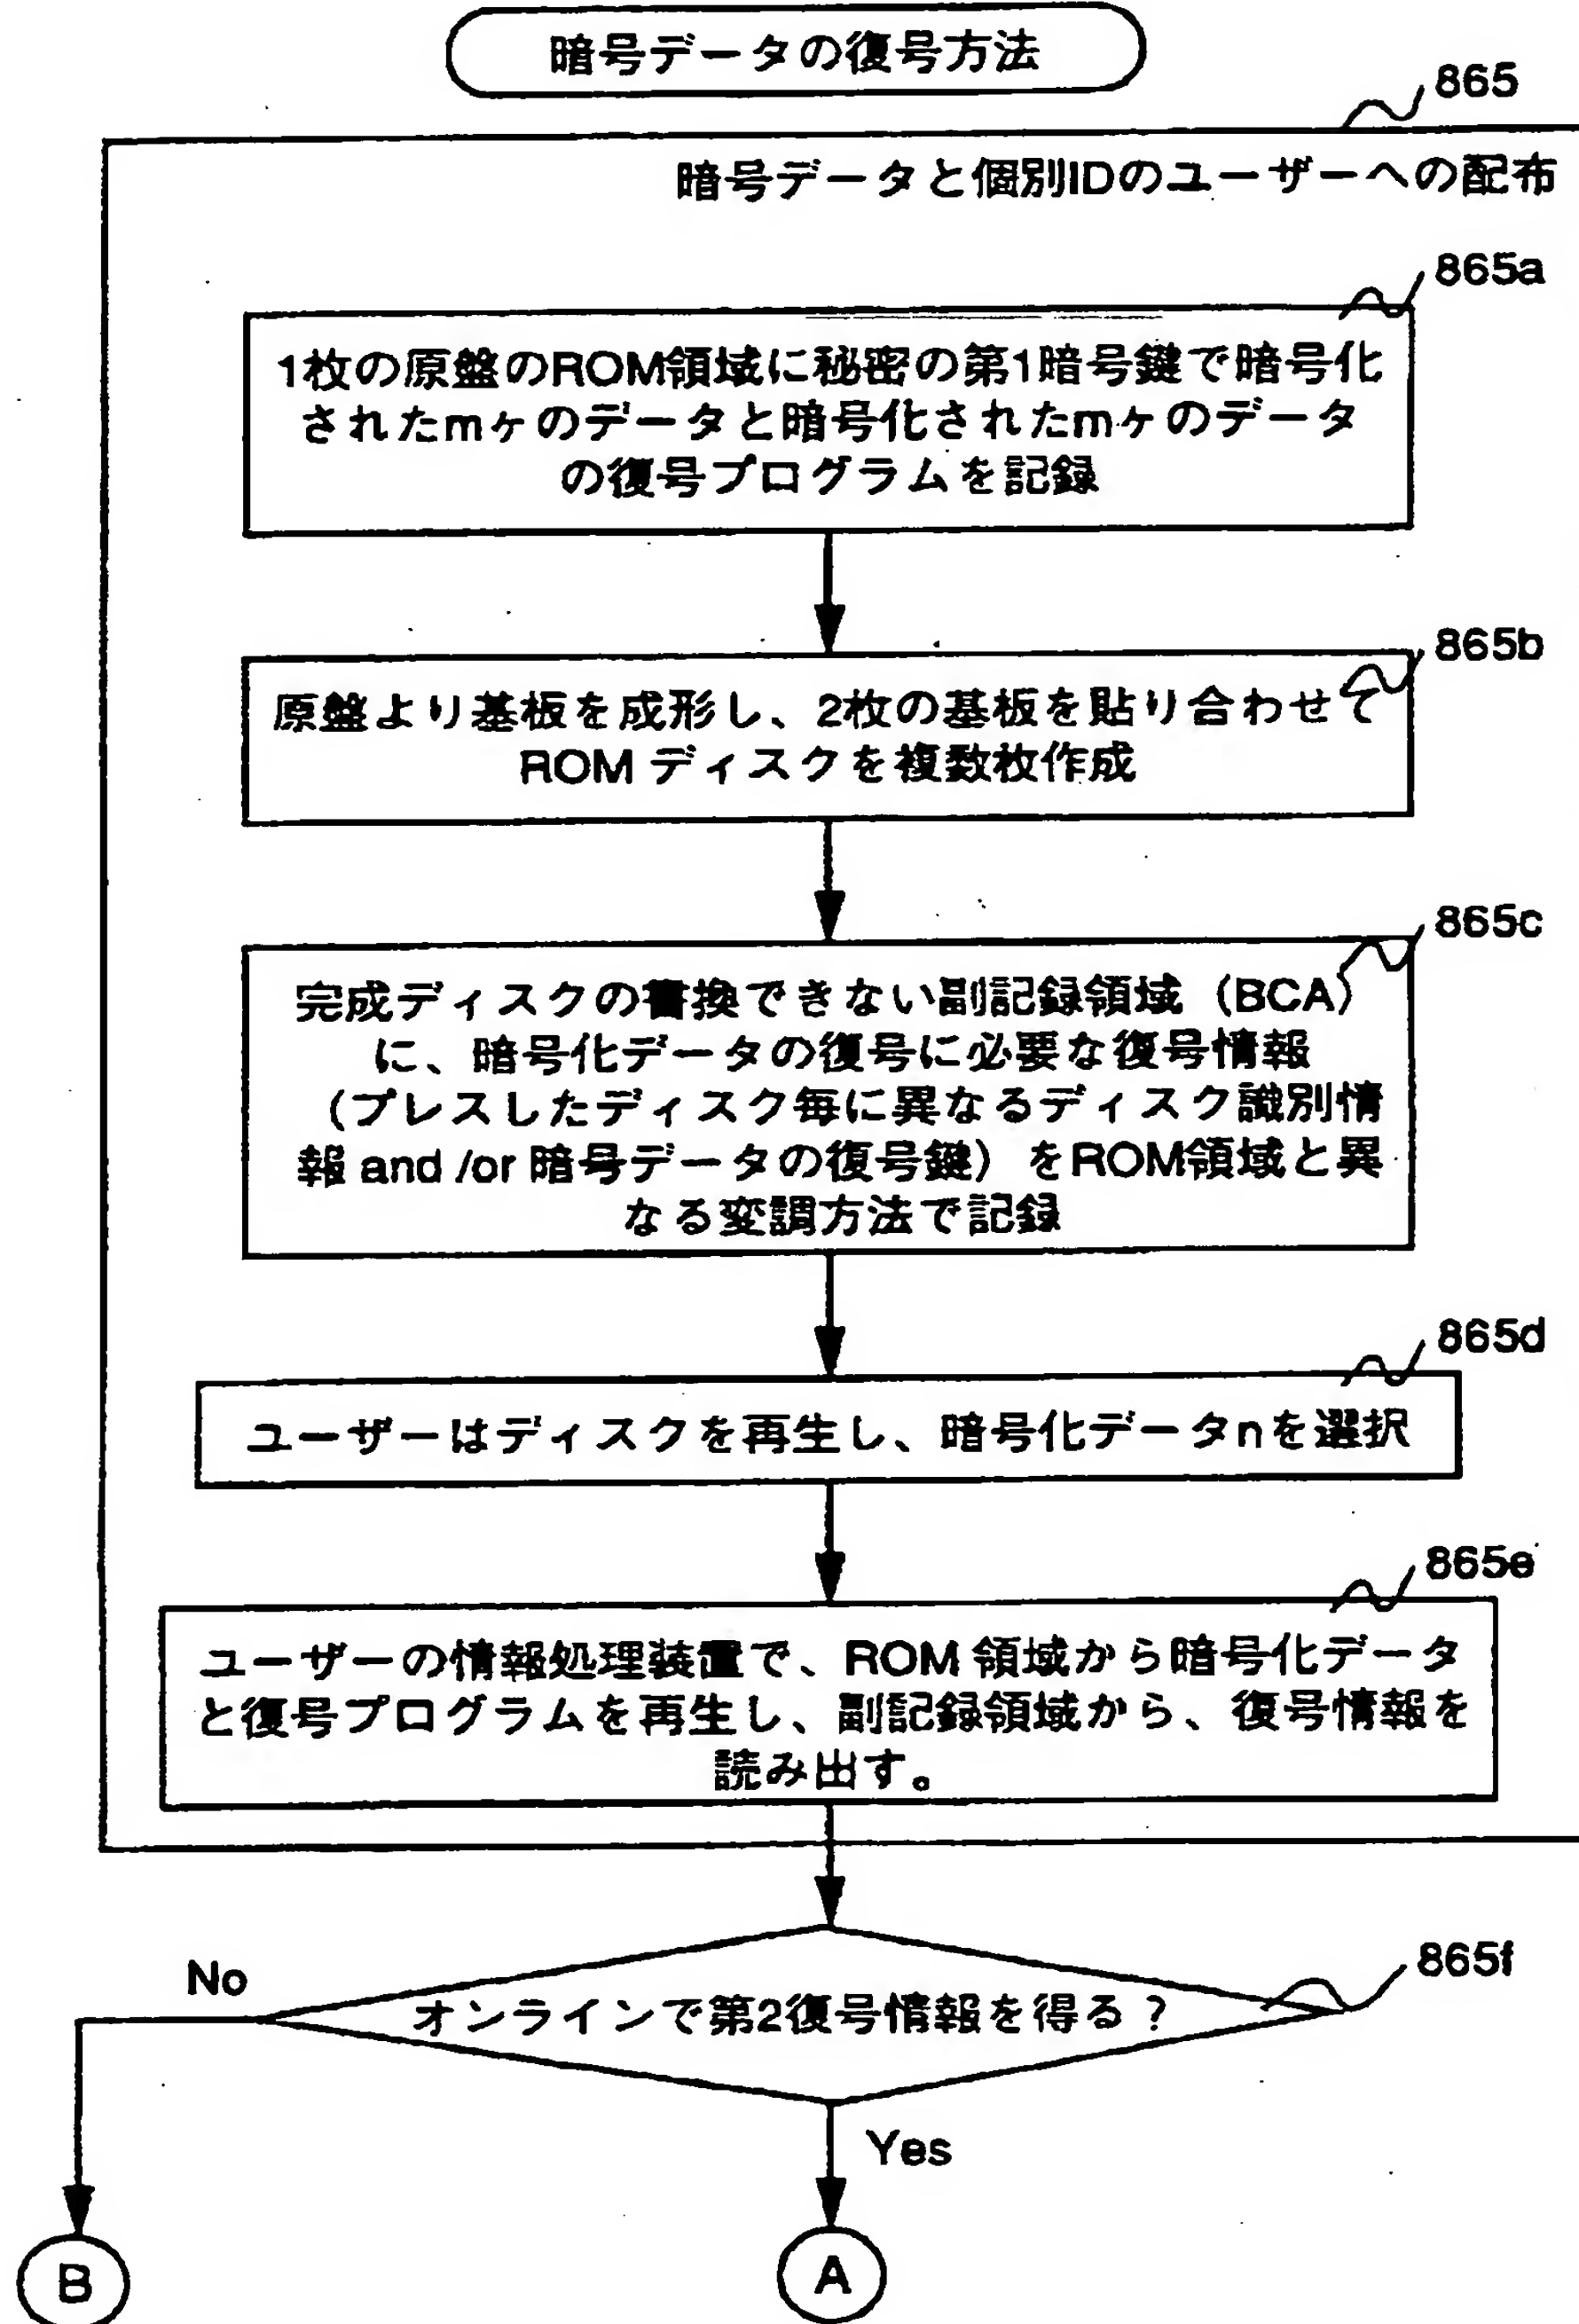 暗号データの復号方法
865
暗号データと個別IDのユーザーへの配布
865a
1枚の原盤のROM領域に秘密の第1暗号鍵で暗号化
されたmヶのデータと暗号化されたmヶのデータ
の復号プログラムを記録
865b
原盤より基板を成形し、2枚の基板を貼り合わせて
ROM ディスクを複数枚作成
865c
完成ディスクの書換できない副記録領域（BCA）
に、暗号化データの復号に必要な復号情報
（プレスしたディスク毎に異なるディスク識別情
報 and /or 暗号データの復号鍵）をROM領域と異
なる変調方法で記録
865d
ユーザーはディスクを再生し、暗号化データnを選択
865e
ユーザーの情報処理装置で、ROM 領域から暗号化データ
と復号プログラムを再生し、副記録領域から、復号情報を
読み出す。
865f
No
オンラインで第2復号情報を得る？
Yes
B
A